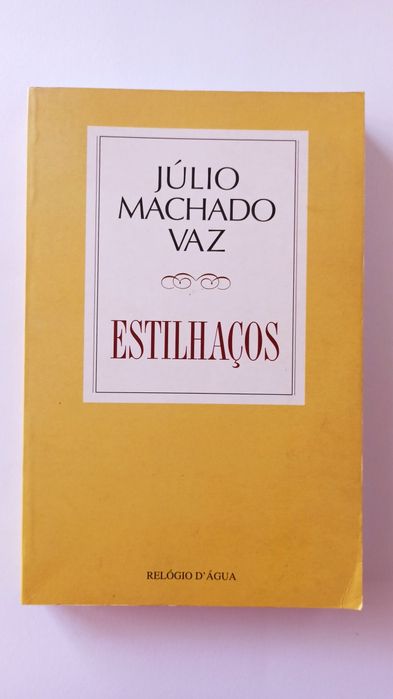 JÚLIO
MACHADO
VAZ
ESTILHAÇOS
RELÓGIO D'ÁGUA